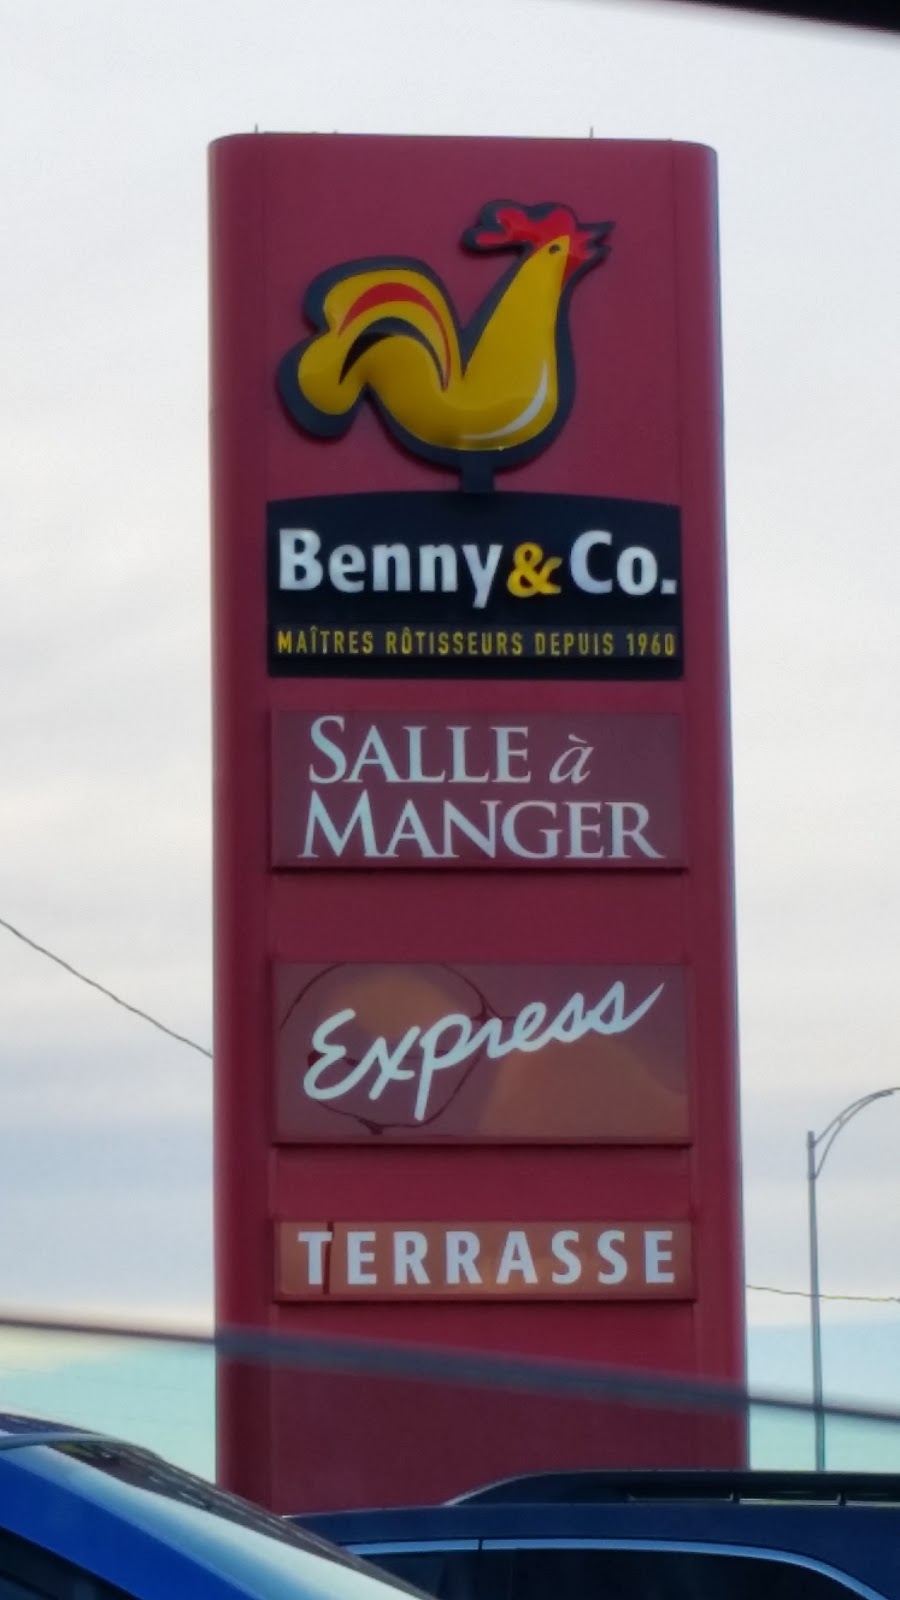 Benny&Co.
MAÎTRES RÔTISSEURS DEPUIS 1960
SALLE à
MANGER
Express
TERRASSE